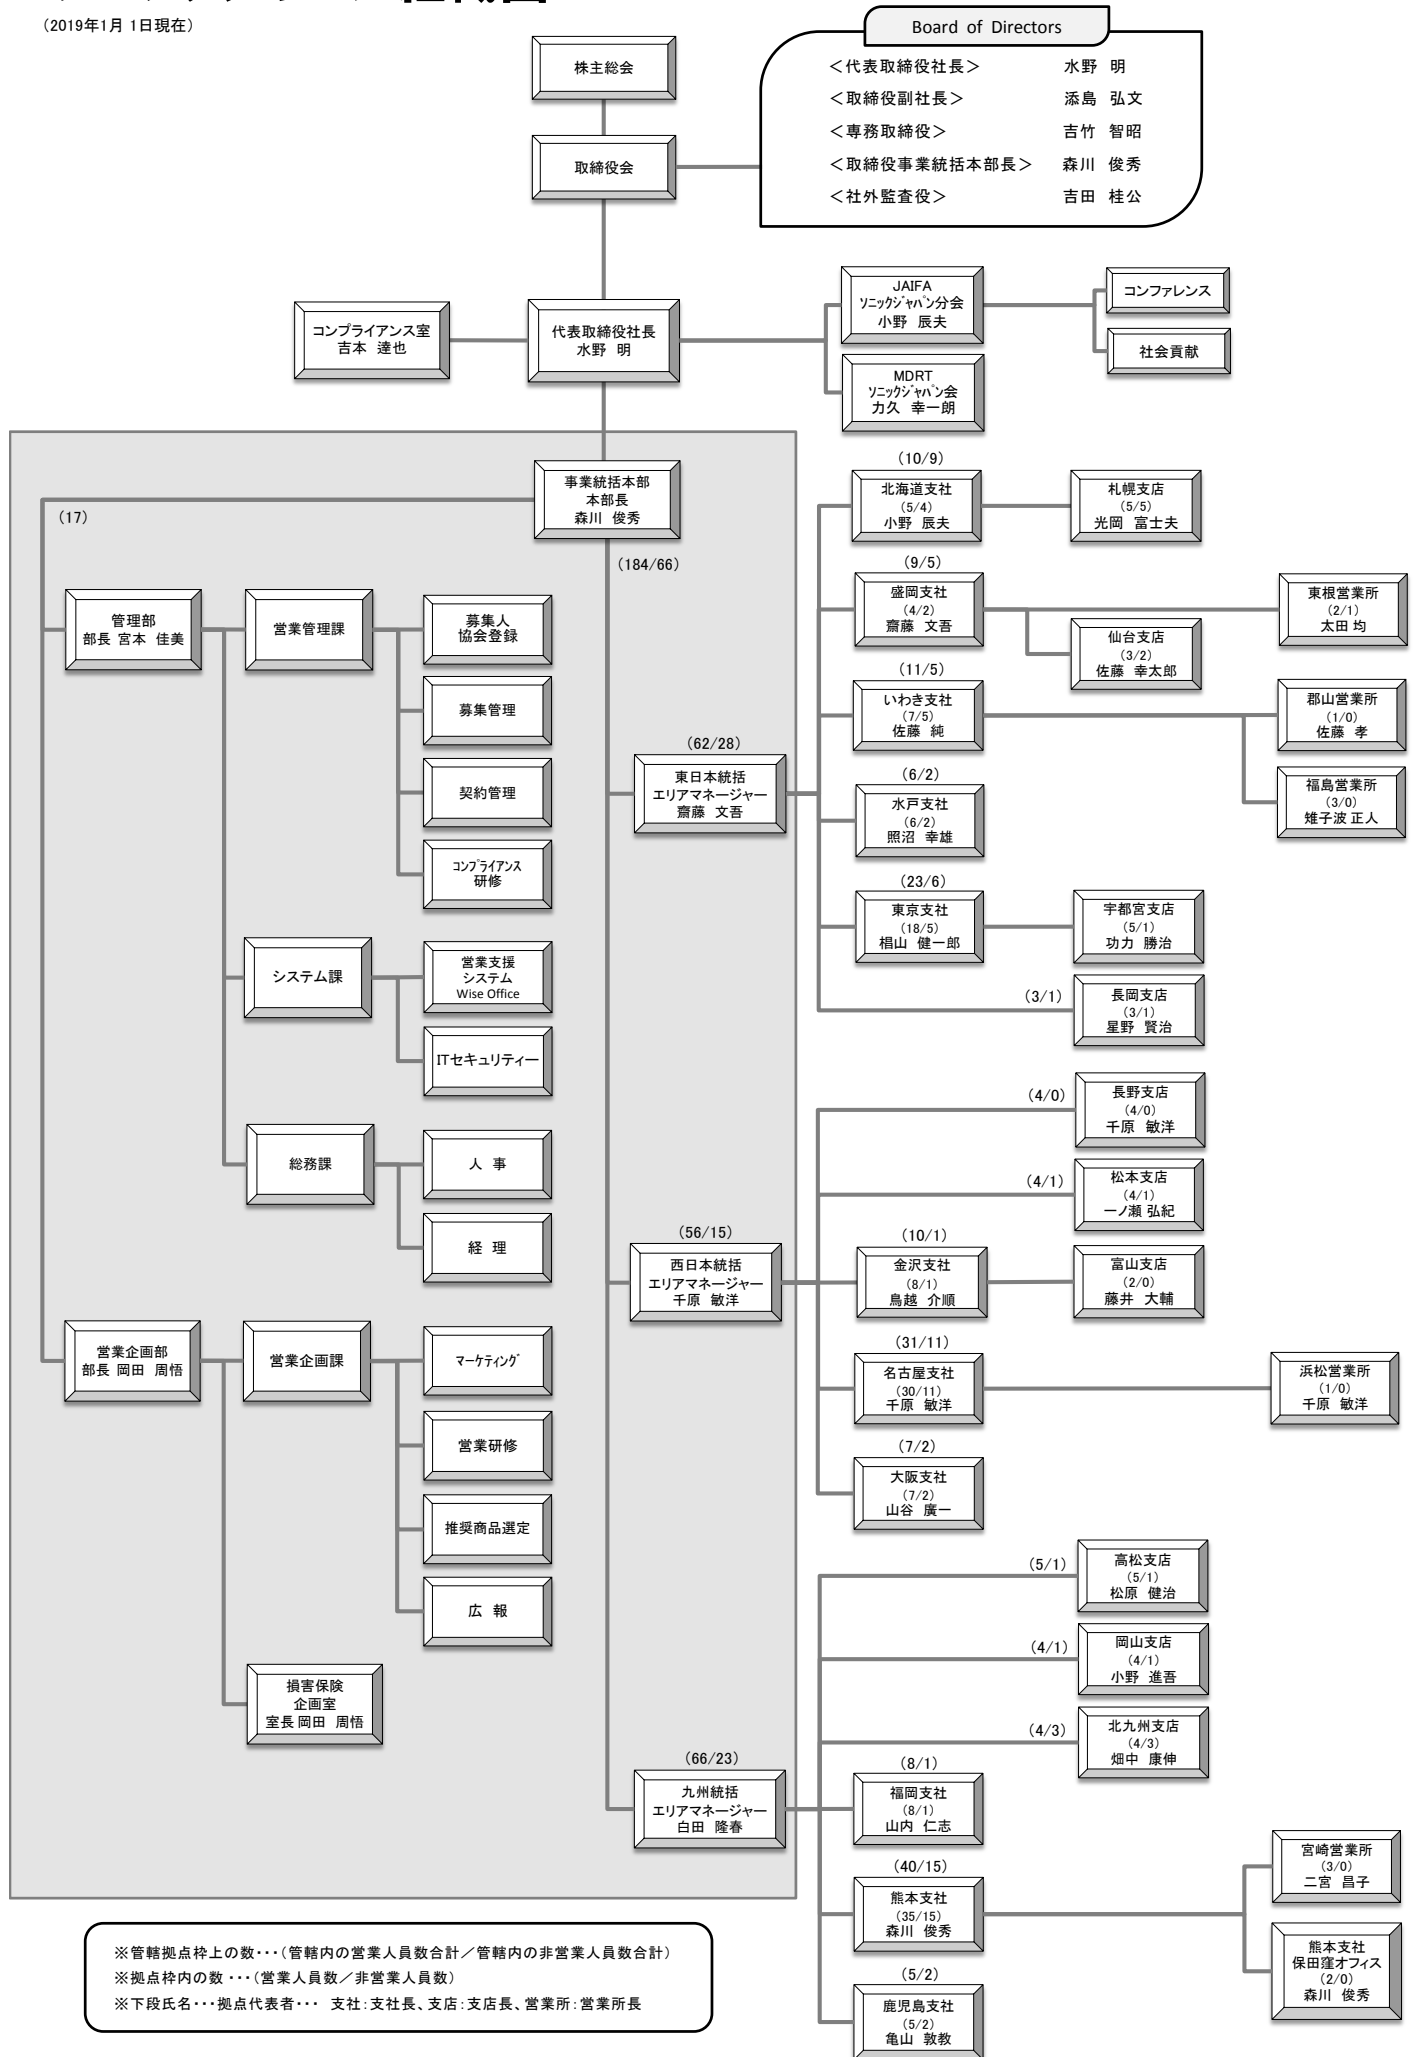 (2019年1月 1日現在)
Board of Directors
＜代表取締役社長＞ 水野 明
＜取締役副社長＞ 添島 弘文
＜専務取締役＞ 吉竹 智昭
＜取締役事業統括本部長＞ 森川 俊秀
＜社外監査役＞ 吉田 桂公
株主総会
取締役会
コンプライアンス室
吉本 達也
代表取締役社長
水野 明
JAIFA
ソニックジャパン分会
小野 辰夫
コンファレンス
社会貢献
MDRT
ソニックジャパン会
力久 幸一朗
事業統括本部
本部長
森川 俊秀
(17)
(184/66)
管理部
部長 宮本 佳美
営業管理課
募集人
協会登録
募集管理
契約管理
コンプライアンス
研修
システム課
営業支援
システム
Wise Office
ITセキュリティー
総務課
人 事
経 理
営業企画部
部長 岡田 周悟
営業企画課
マーケティング
営業研修
推奨商品選定
広 報
損害保険
企画室
室長 岡田 周悟
(62/28)
東日本統括
エリアマネージャー
齋藤 文吾
(10/9)
北海道支社
(5/4)
小野 辰夫
札幌支店
(5/5)
光岡 富士夫
(9/5)
盛岡支社
(4/2)
齋藤 文吾
仙台支店
(3/2)
佐藤 幸太郎
東根営業所
(2/1)
太田 均
(11/5)
いわき支社
(7/5)
佐藤 純
郡山営業所
(1/0)
佐藤 孝
福島営業所
(3/0)
雉子波 正人
(6/2)
水戸支社
(6/2)
照沼 幸雄
(23/6)
東京支社
(18/5)
椙山 健一郎
宇都宮支店
(5/1)
功力 勝治
(3/1)
長岡支店
(3/1)
星野 賢治
(56/15)
西日本統括
エリアマネージャー
千原 敏洋
(4/0)
長野支店
(4/0)
千原 敏洋
(4/1)
松本支店
(4/1)
一ノ瀬 弘紀
(10/1)
金沢支社
(8/1)
鳥越 介順
富山支店
(2/0)
藤井 大輔
(31/11)
名古屋支社
(30/11)
千原 敏洋
浜松営業所
(1/0)
千原 敏洋
(7/2)
大阪支社
(7/2)
山谷 廣一
(66/23)
九州統括
エリアマネージャー
白田 隆春
(5/1)
高松支店
(5/1)
松原 健治
(4/1)
岡山支店
(4/1)
小野 進吾
(4/3)
北九州支店
(4/3)
畑中 康伸
(8/1)
福岡支社
(8/1)
山内 仁志
(40/15)
熊本支社
(35/15)
森川 俊秀
宮崎営業所
(3/0)
二宮 昌子
熊本支社
保田窪オフィス
(2/0)
森川 俊秀
(5/2)
鹿児島支社
(5/2)
亀山 敦教
※管轄拠点枠上の数・・・(管轄内の営業人員数合計／管轄内の非営業人員数合計)
※拠点枠内の数 ・・・(営業人員数／非営業人員数)
※下段氏名・・・拠点代表者・・・ 支社：支社長、支店：支店長、営業所：営業所長